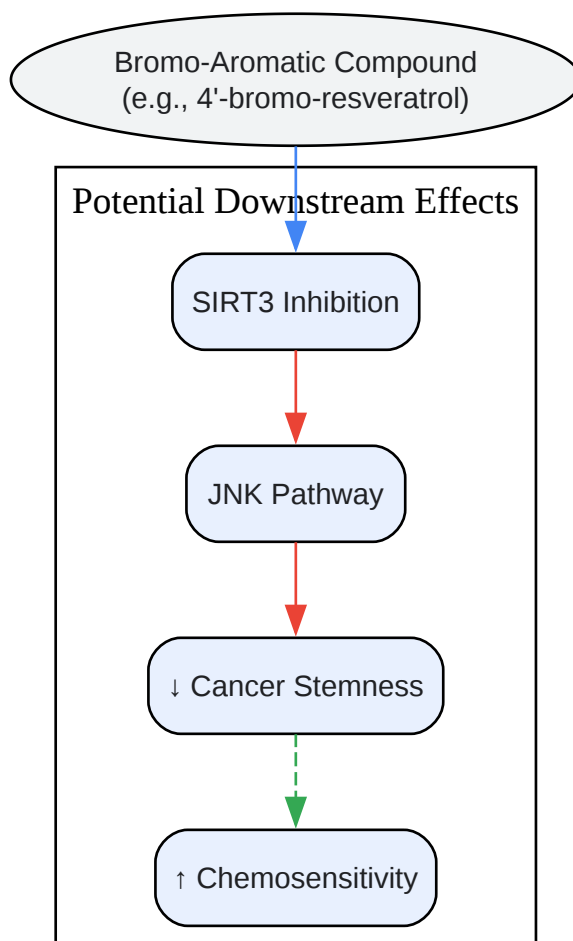 Bromo-Aromatic Compound
(e.g., 4'-bromo-resveratrol)
Potential Downstream Effects
SIRT3 Inhibition
JNK Pathway
↓ Cancer Stemness
↑ Chemosensitivity